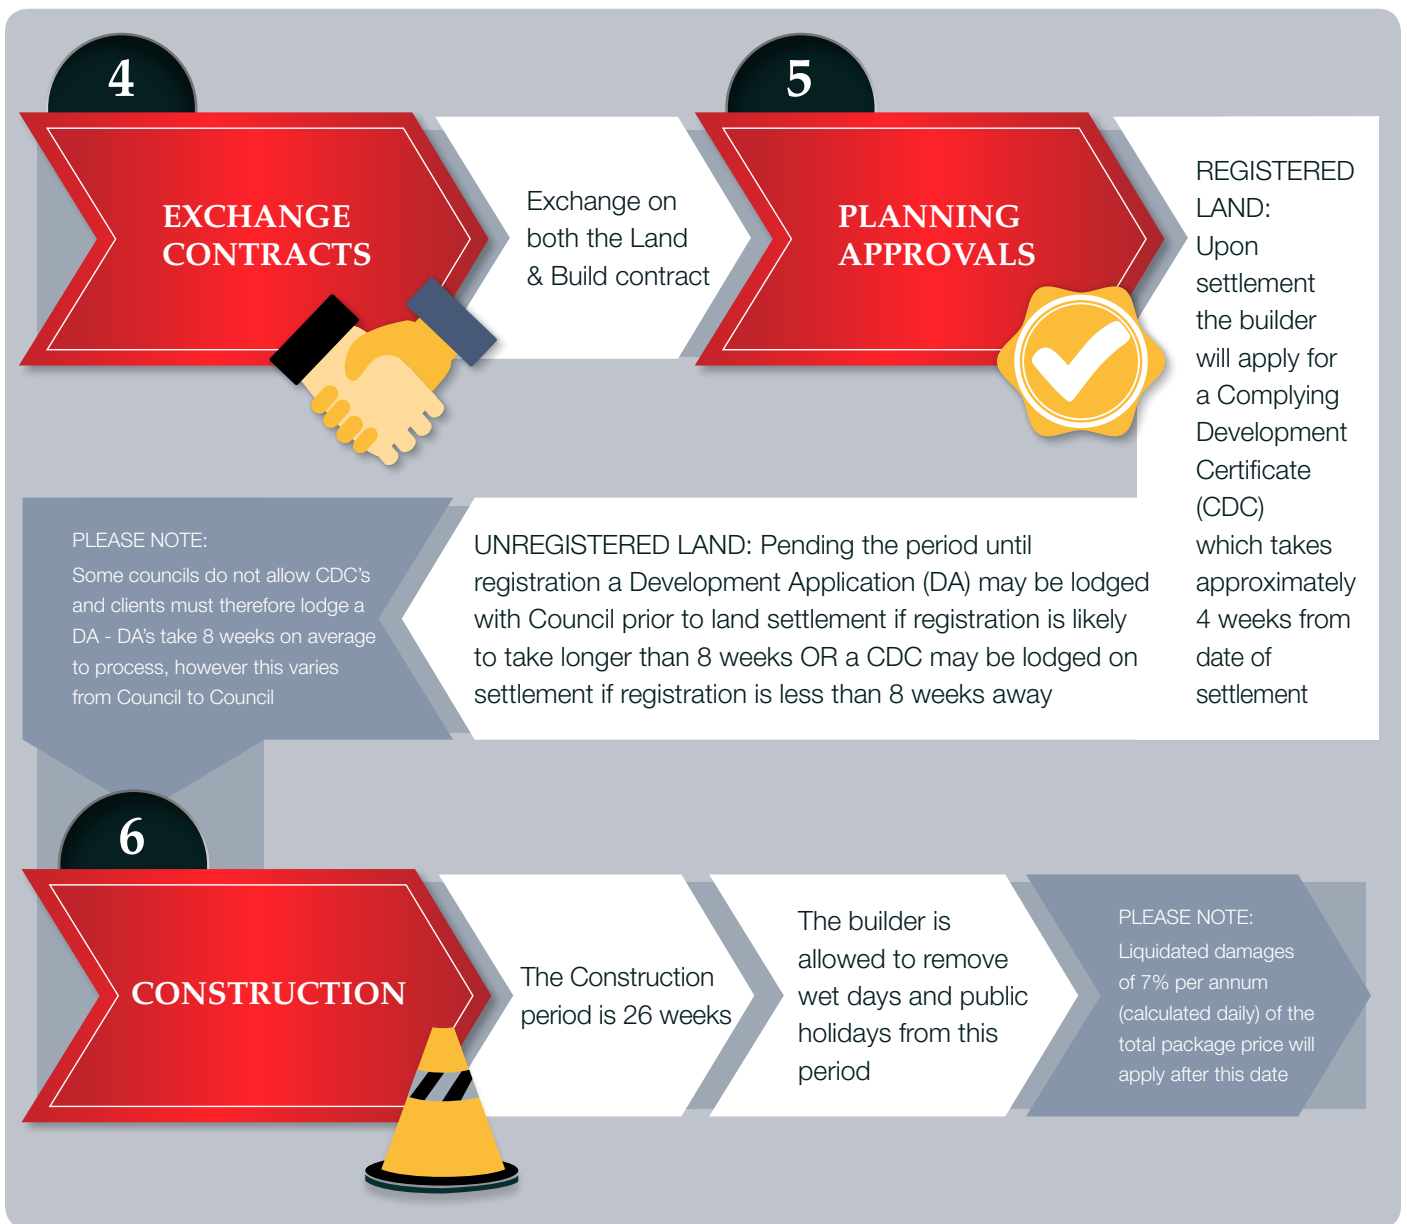 4
EXCHANGE
CONTRACTS
Exchange on
both the Land
& Build contract
5
PLANNING
APPROVALS
REGISTERED
LAND:
Upon
settlement
the builder
will apply for
a Complying
Development
Certificate
(CDC)
which takes
approximately
4 weeks from
date of
settlement
UNREGISTERED LAND: Pending the period until
registration a Development Application (DA) may be lodged
with Council prior to land settlement if registration is likely
to take longer than 8 weeks OR a CDC may be lodged on
settlement if registration is less than 8 weeks away
PLEASE NOTE:
Some councils do not allow CDC's
and clients must therefore lodge a
DA - DA's take 8 weeks on average
to process, however this varies
from Council to Council
6
CONSTRUCTION
The Construction
period is 26 weeks
The builder is
allowed to remove
wet days and public
holidays from this
period
PLEASE NOTE:
Liquidated damages
of 7% per annum
(calculated daily) of the
total package price will
apply after this date